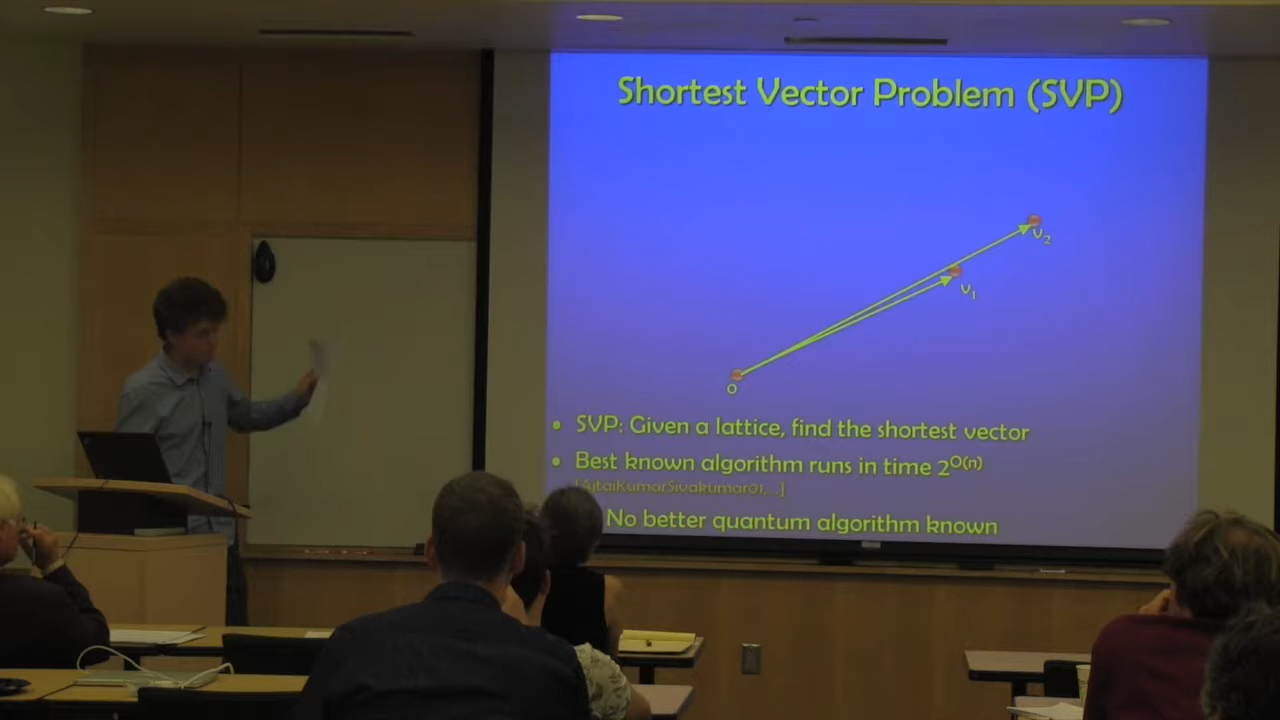 Shortest Vector Problem (SVP)
v₂
v₁
0
• SVP: Given a lattice, find the shortest vector
• Best known algorithm runs in time 2^O(n)
[AjtaiKumarSivakumar01,…]
No better quantum algorithm known